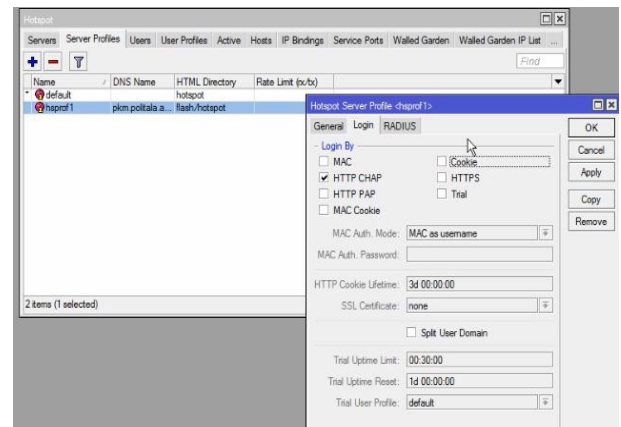 Hotspot
Servers Server Profiles Users User Profiles Active Hosts IP Bindings Service Ports Walled Garden Walled Garden IP List ...
Find
Name / DNS Name HTML Directory Rate Limit (rx/tx)
* default hotspot
hsprof1 pkm.politala.a... flash/hotspot
2 items (1 selected)
Hotspot Server Profile <hsprof1>
General Login RADIUS
OK
Cancel
Apply
Copy
Remove
Login By
MAC Cookie
HTTP CHAP HTTPS
HTTP PAP Trial
MAC Cookie
MAC Auth. Mode: MAC as username
MAC Auth. Password:
HTTP Cookie Lifetime: 3d 00:00:00
SSL Certificate: none
Split User Domain
Trial Uptime Limit: 00:30:00
Trial Uptime Reset: 1d 00:00:00
Trial User Profile: default